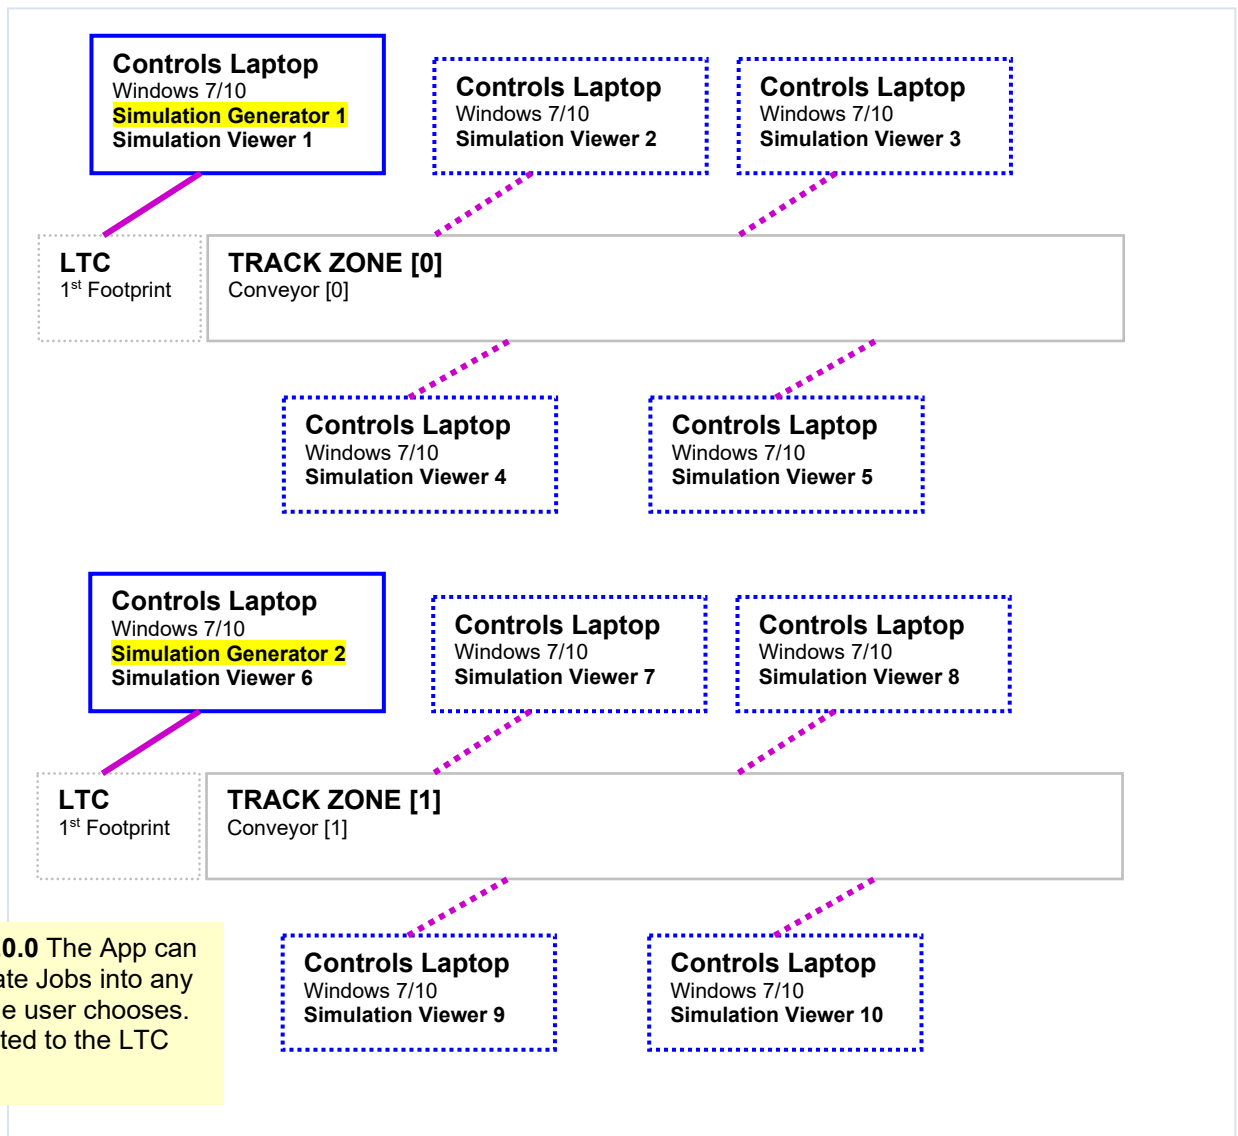 Controls Laptop
Windows 7/10
Simulation Generator 1
Simulation Viewer 1
Controls Laptop
Windows 7/10
Simulation Viewer 2
Controls Laptop
Windows 7/10
Simulation Viewer 3
LTC
1st Footprint
TRACK ZONE [0]
Conveyor [0]
Controls Laptop
Windows 7/10
Simulation Viewer 4
Controls Laptop
Windows 7/10
Simulation Viewer 5
Controls Laptop
Windows 7/10
Simulation Generator 2
Simulation Viewer 6
Controls Laptop
Windows 7/10
Simulation Viewer 7
Controls Laptop
Windows 7/10
Simulation Viewer 8
LTC
1st Footprint
TRACK ZONE [1]
Conveyor [1]
.0.0 The App can
ate Jobs into any
e user chooses.
ted to the LTC
Controls Laptop
Windows 7/10
Simulation Viewer 9
Controls Laptop
Windows 7/10
Simulation Viewer 10